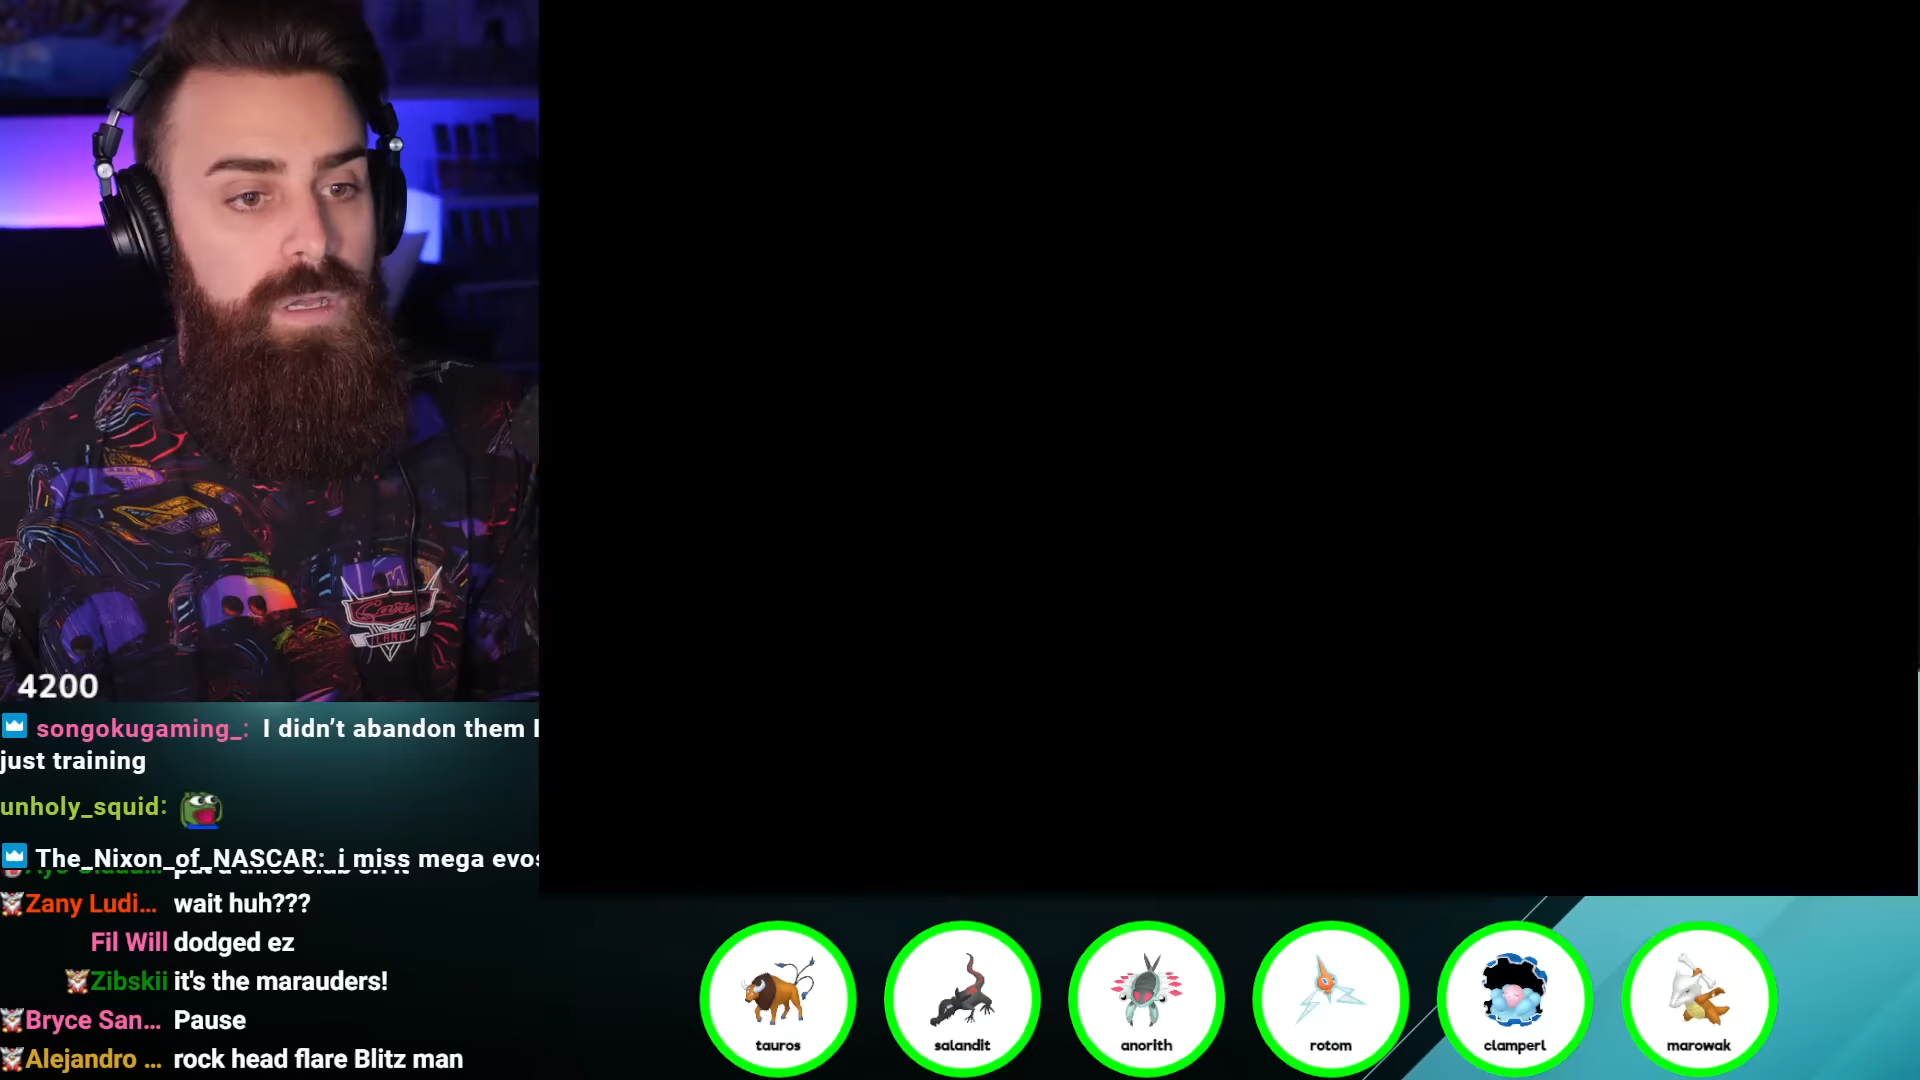 4200
songokugaming_: I didn’t abandon them I
just training
unholy_squid:
The_Nixon_of_NASCAR: i miss mega evos
Zany Ludi... wait huh???
Fil Will dodged ez
Zibskii it's the marauders!
Bryce San... Pause
Alejandro ... rock head flare Blitz man
tauros
salandit
anorith
rotom
clamperl
marowak